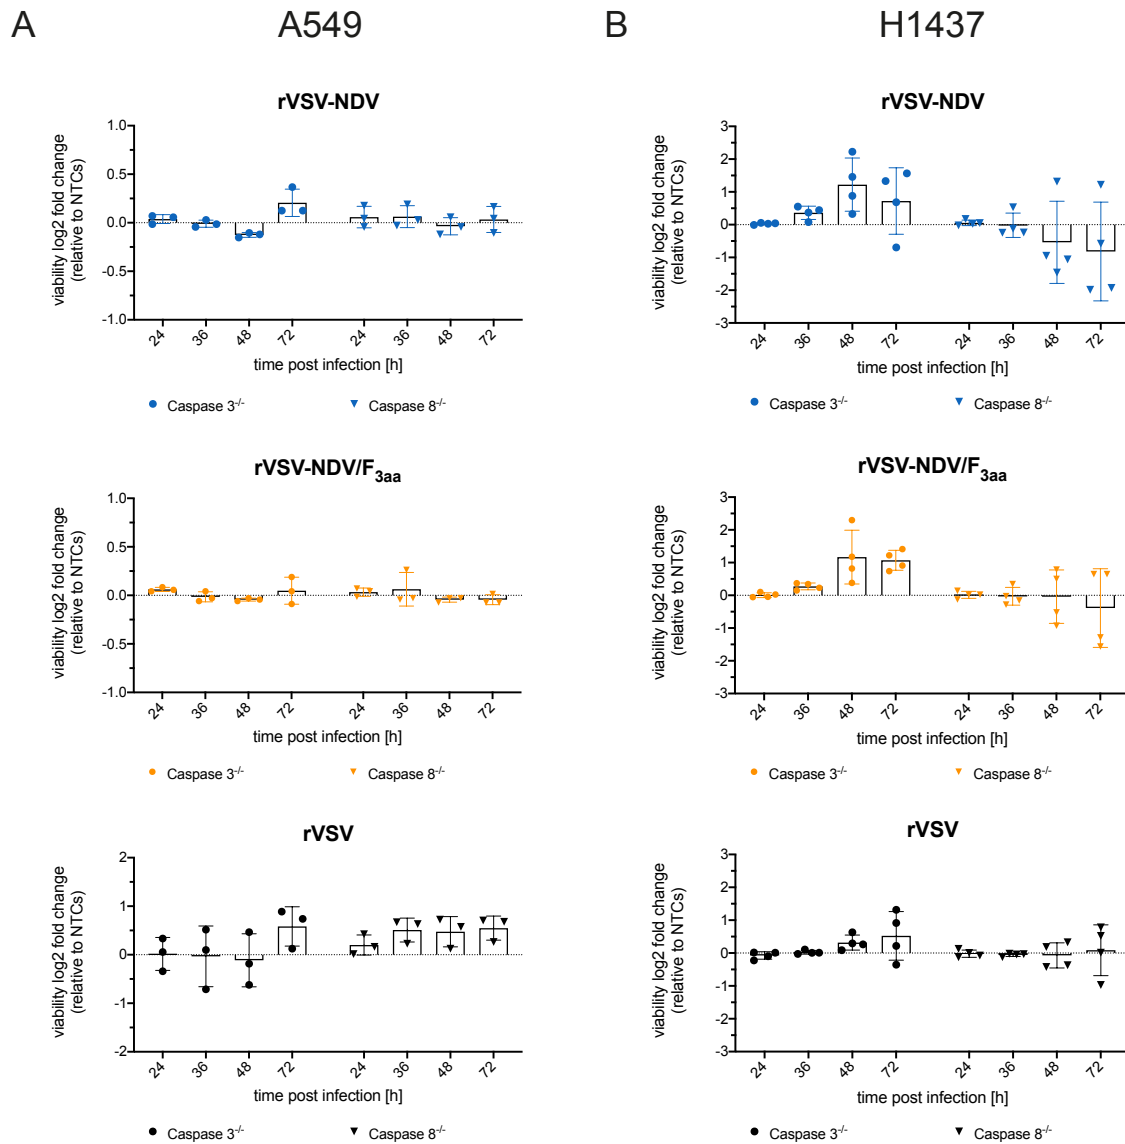 A
A549
rVSV-NDV
viability log2 fold change
(relative to NTCs)
1.0
0.5
0.0
-0.5
-1.0
24 36 48 72 24 36 48 72
time post infection [h]
Caspase 3-/- Caspase 8-/-
rVSV-NDV/F3aa
viability log2 fold change
(relative to NTCs)
1.0
0.5
0.0
-0.5
-1.0
24 36 48 72 24 36 48 72
time post infection [h]
Caspase 3-/- Caspase 8-/-
rVSV
viability log2 fold change
(relative to NTCs)
2
1
0
-1
-2
24 36 48 72 24 36 48 72
time post infection [h]
Caspase 3-/- Caspase 8-/-
B
H1437
rVSV-NDV
viability log2 fold change
(relative to NTCs)
3
2
1
0
-1
-2
-3
24 36 48 72 24 36 48 72
time post infection [h]
Caspase 3-/- Caspase 8-/-
rVSV-NDV/F3aa
viability log2 fold change
(relative to NTCs)
3
2
1
0
-1
-2
-3
24 36 48 72 24 36 48 72
time post infection [h]
Caspase 3-/- Caspase 8-/-
rVSV
viability log2 fold change
(relative to NTCs)
3
2
1
0
-1
-2
-3
24 36 48 72 24 36 48 72
time post infection [h]
Caspase 3-/- Caspase 8-/-